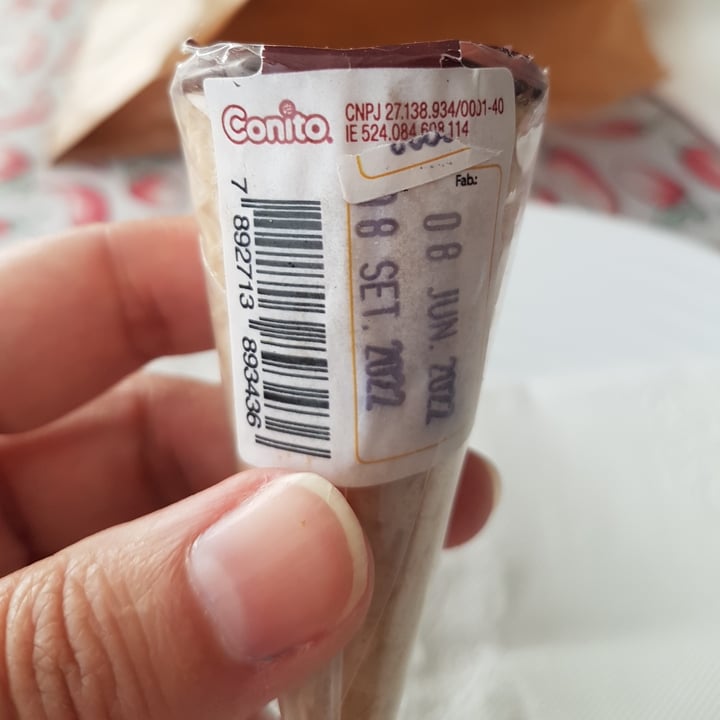 Conito
CNPJ 27.138.934/0001-40
IE 524.084.608.114
Fab.:
08 JUN. 2022
08 SET. 2022
7 892713 893436